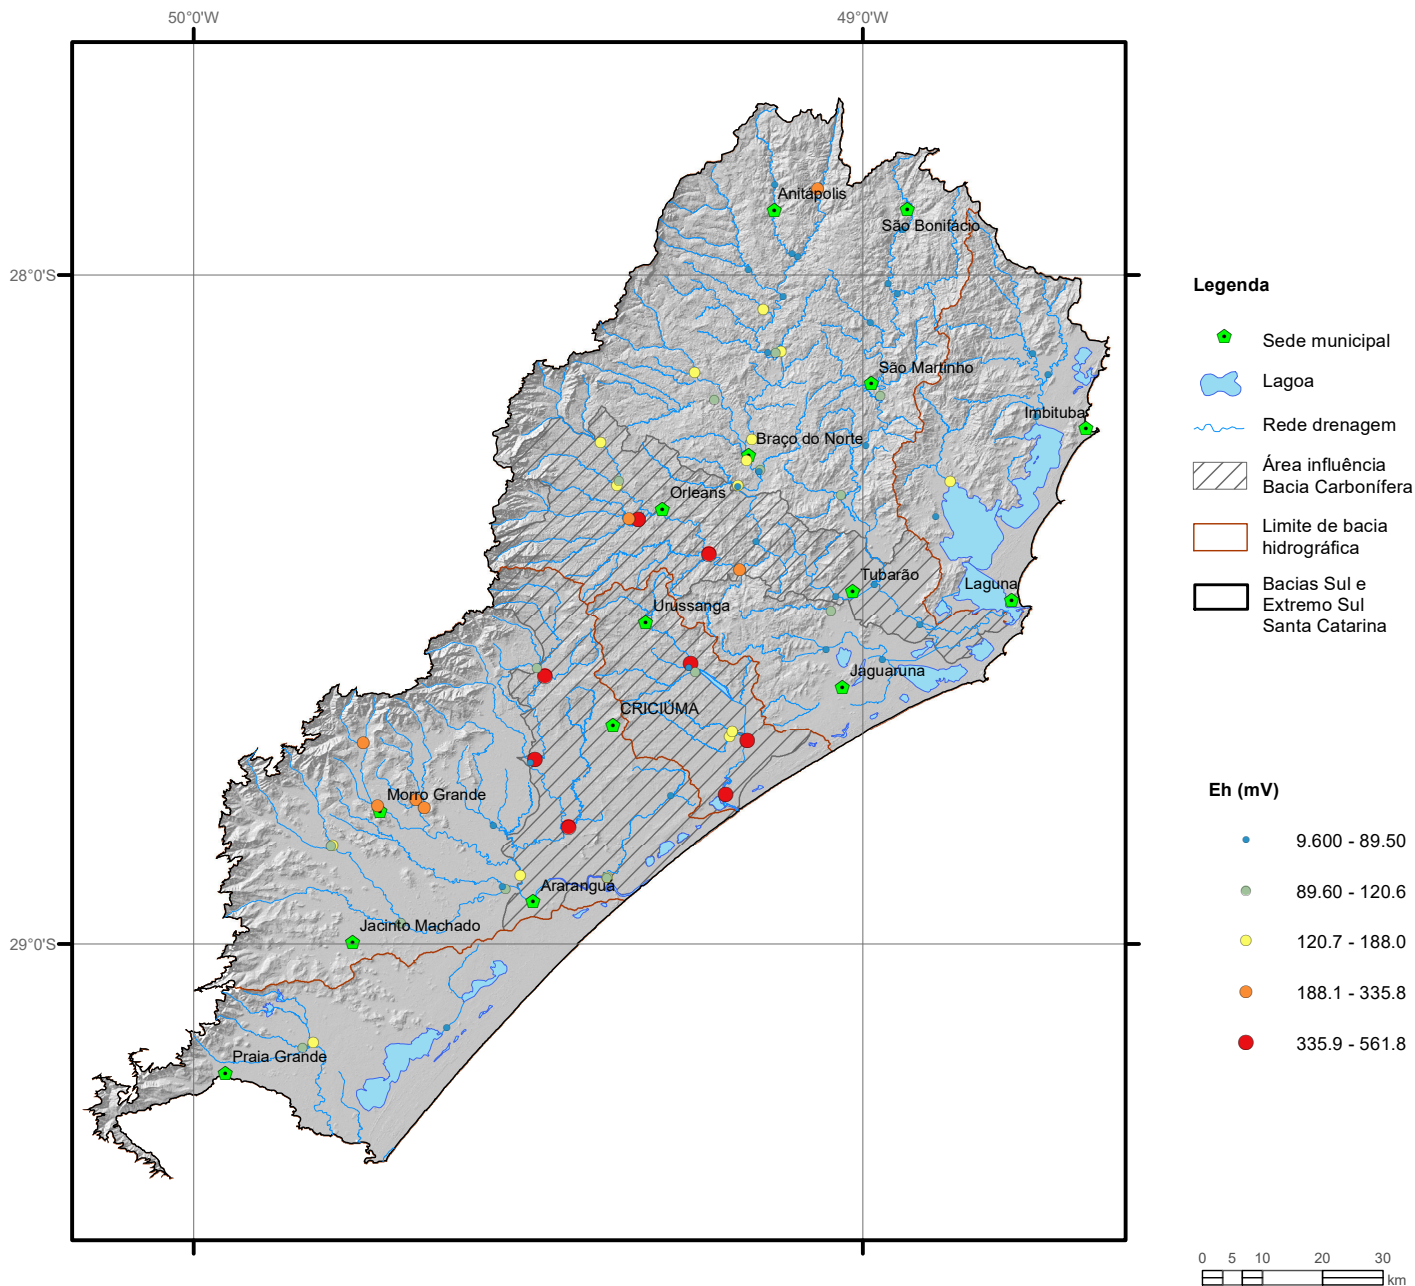 50°0'W
49°0'W
Anitápolis
São Bonifácio
28°0'S
São Martinho
Imbituba
Braço do Norte
Orleans
Tubarão
Laguna
Urussanga
Jaguaruna
CRICIÚMA
Morro Grande
Araranguá
Jacinto Machado
29°0'S
Praia Grande
Legenda
Sede municipal
Lagoa
Rede drenagem
Área influência
Bacia Carbonífera
Limite de bacia
hidrográfica
Bacias Sul e
Extremo Sul
Santa Catarina
Eh (mV)
9.600 - 89.50
89.60 - 120.6
120.7 - 188.0
188.1 - 335.8
335.9 - 561.8
0 5 10 20 30
km